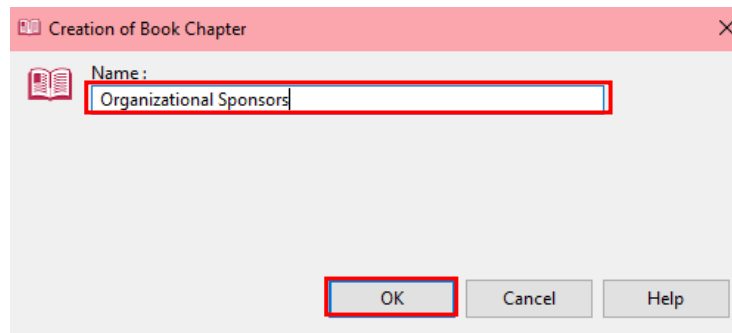 Creation of Book Chapter
Name :
Organizational Sponsors
OK Cancel Help